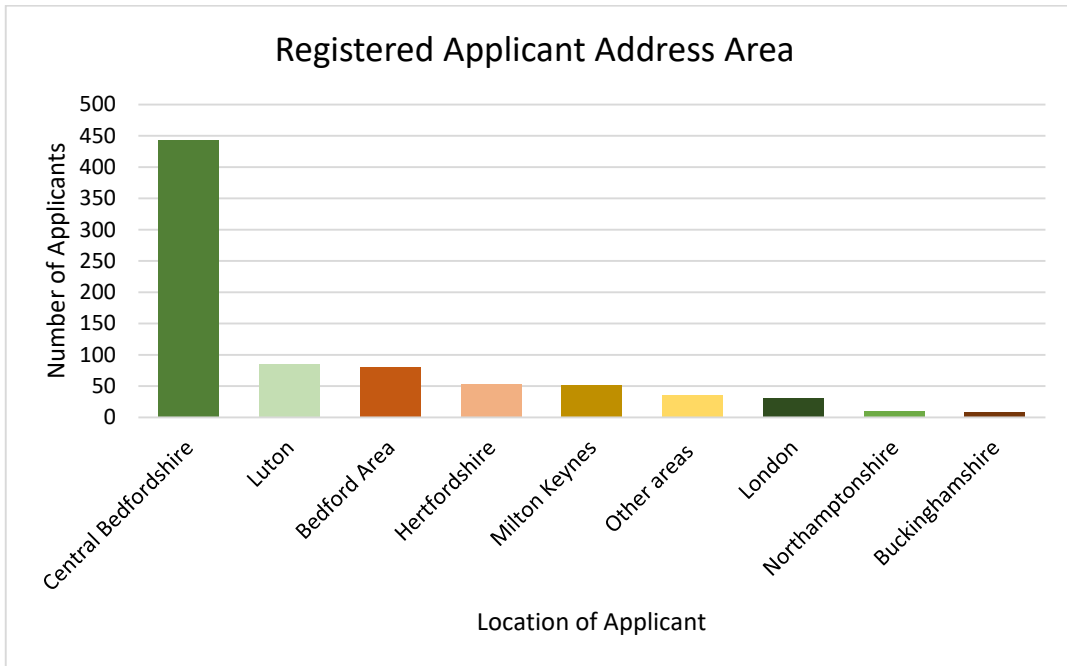 Registered Applicant Address Area
Number of Applicants
500
450
400
350
300
250
200
150
100
50
0
Central Bedfordshire
Luton
Bedford Area
Hertfordshire
Milton Keynes
Other areas
London
Northamptonshire
Buckinghamshire
Location of Applicant